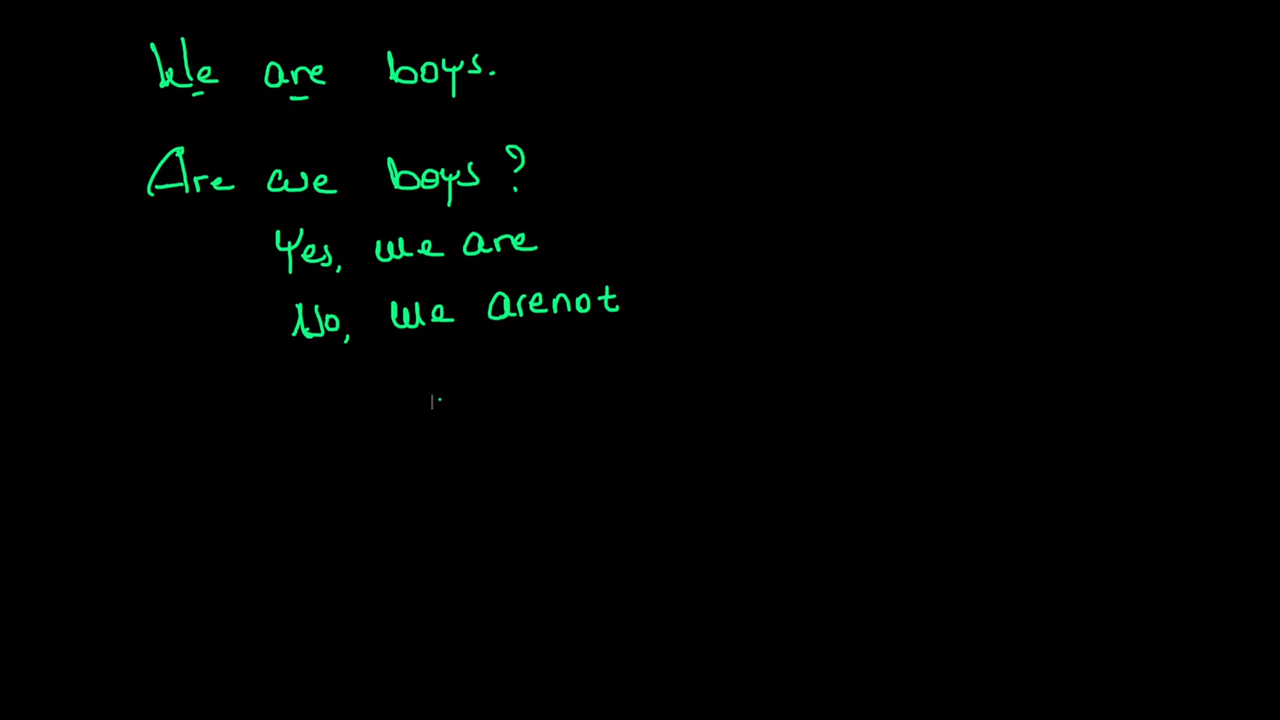 We are boys.
Are we boys?
Yes, we are
No, we arenot